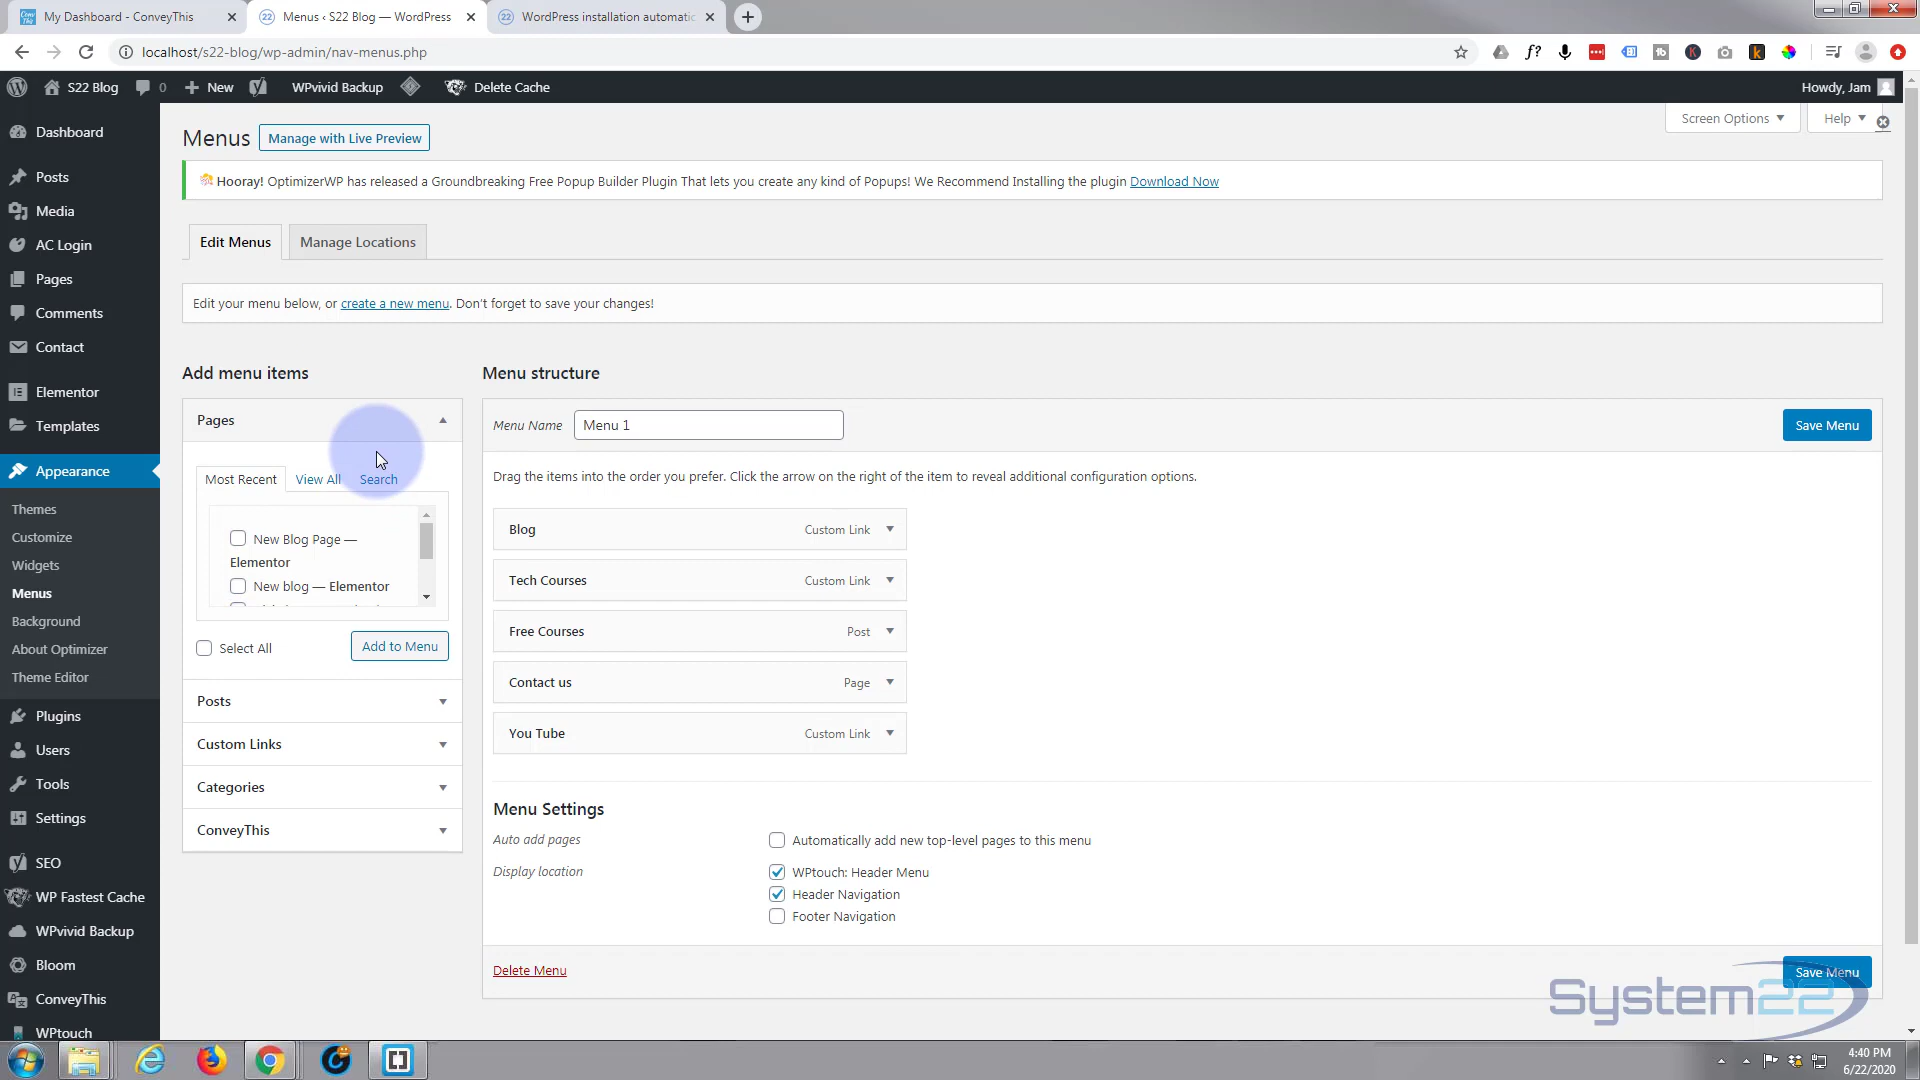 My Dashboard - ConveyThis
Menus ‹ S22 Blog — WordPress
WordPress installation automatic
localhost/s22-blog/wp-admin/nav-menus.php
S22 Blog
0
New
WPvivid Backup
Delete Cache
Howdy, Jam
Dashboard
Posts
Media
AC Login
Pages
Comments
Contact
Elementor
Templates
Appearance
Themes
Customize
Widgets
Menus
Background
About Optimizer
Theme Editor
Plugins
Users
Tools
Settings
SEO
WP Fastest Cache
WPvivid Backup
Bloom
ConveyThis
WPtouch
Screen Options
Help
Menus
Manage with Live Preview
Hooray! OptimizerWP has released a Groundbreaking Free Popup Builder Plugin That lets you create any kind of Popups! We Recommend Installing the plugin Download Now
Edit Menus
Manage Locations
Edit your menu below, or create a new menu. Don't forget to save your changes!
Add menu items
Pages
Most Recent
View All
Search
New Blog Page —
Elementor
New blog — Elementor
Select All
Add to Menu
Posts
Custom Links
Categories
ConveyThis
Menu structure
Menu Name
Menu 1
Save Menu
Drag the items into the order you prefer. Click the arrow on the right of the item to reveal additional configuration options.
Blog
Custom Link
Tech Courses
Custom Link
Free Courses
Post
Contact us
Page
You Tube
Custom Link
Menu Settings
Auto add pages
Automatically add new top-level pages to this menu
Display location
WPtouch: Header Menu
Header Navigation
Footer Navigation
Delete Menu
Save Menu
System22
4:40 PM
6/22/2020